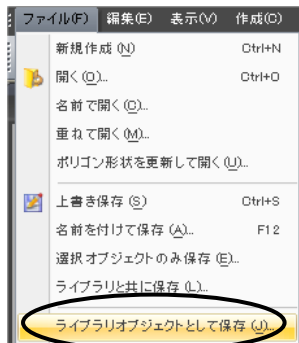 ファイル(F) 編集(E) 表示(V) 作成(C)
新規作成 (N) Ctrl+N
開く(O)... Ctrl+O
名前で開く(C)...
重ねて開く(M)...
ポリゴン形状を更新して開く(U)...
上書き保存 (S) Ctrl+S
名前を付けて保存 (A)... F12
選択オブジェクトのみ保存 (E)...
ライブラリと共に保存 (L)...
ライブラリオブジェクトとして保存 (J)...